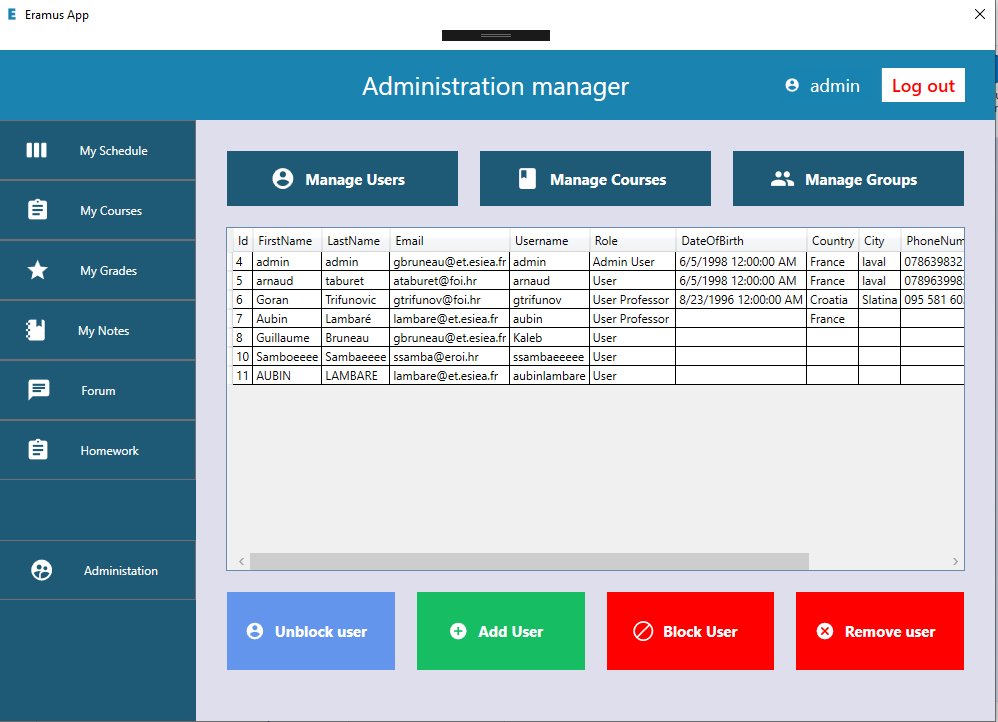 E Eramus App
Administration manager
admin
Log out
My Schedule
My Courses
My Grades
My Notes
Forum
Homework
Administation
Manage Users
Manage Courses
Manage Groups
Id FirstName LastName Email Username Role DateOfBirth Country City PhoneNum
4 admin admin gbruneau@et.esiea.fr admin Admin User 6/5/1998 12:00:00 AM France laval 078639832
5 arnaud taburet ataburet@foi.hr arnaud User 6/5/1998 12:00:00 AM France laval 078963998
6 Goran Trifunovic gtrifunov@foi.hr gtrifunov User Professor 8/23/1996 12:00:00 AM Croatia Slatina 095 581 60
7 Aubin Lambaré lambare@et.esiea.fr aubin User Professor France
8 Guillaume Bruneau gbruneau@et.esiea.fr Kaleb User
10 Samboeeee Sambaeeee ssamba@eroi.hr ssambaeeeee User
11 AUBIN LAMBARE lambare@et.esiea.fr aubinlambare User
Unblock user
Add User
Block User
Remove user